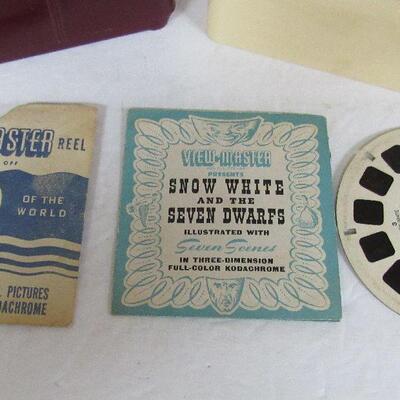 MASTER REEL
OFF
OF THE
WORLD
PICTURES
VIEW-MASTER
PRESENTS
SNOW WHITE
AND THE
SEVEN DWARFS
ILLUSTRATED WITH
Seven Scenes
IN THREE-DIMENSION
FULL-COLOR KODACHROME